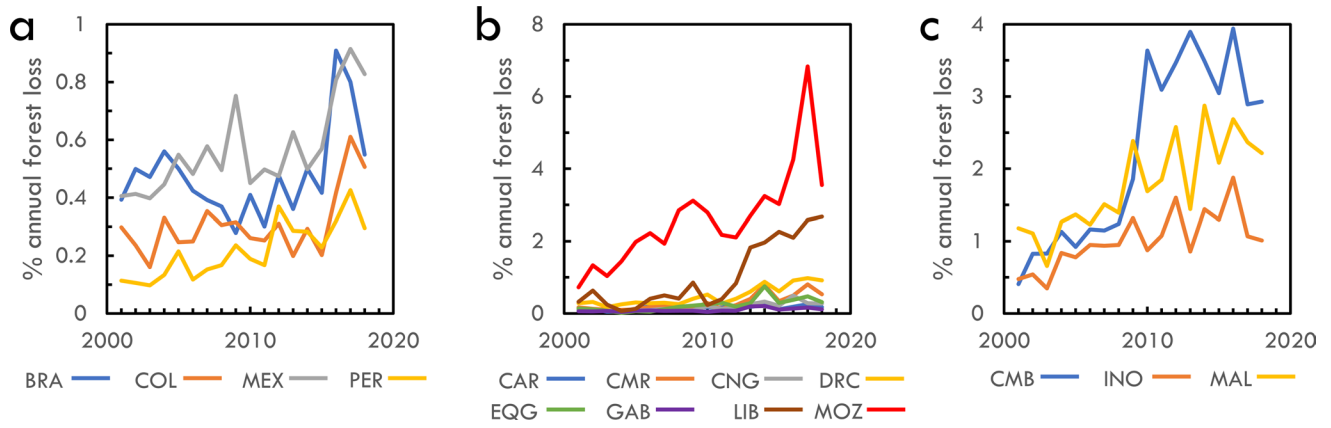 a
% annual forest loss
1
0.8
0.6
0.4
0.2
0
2000 2010 2020
BRA COL MEX PER
b
% annual forest loss
8
6
4
2
0
2000 2010 2020
CAR CMR CNG DRC
EQG GAB LIB MOZ
c
% annual forest loss
4
3
2
1
0
2000 2010 2020
CMB INO MAL